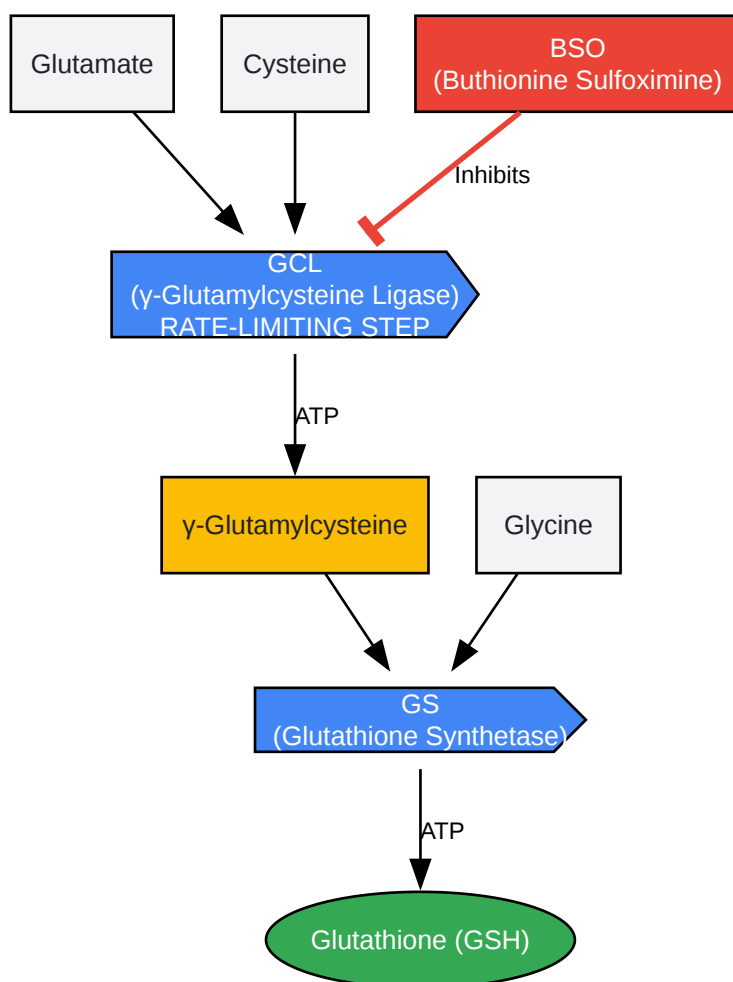 Glutamate
Cysteine
BSO
(Buthionine Sulfoximine)
Inhibits
GCL
(γ-Glutamylcysteine Ligase)
RATE-LIMITING STEP
ATP
γ-Glutamylcysteine
Glycine
GS
(Glutathione Synthetase)
ATP
Glutathione (GSH)